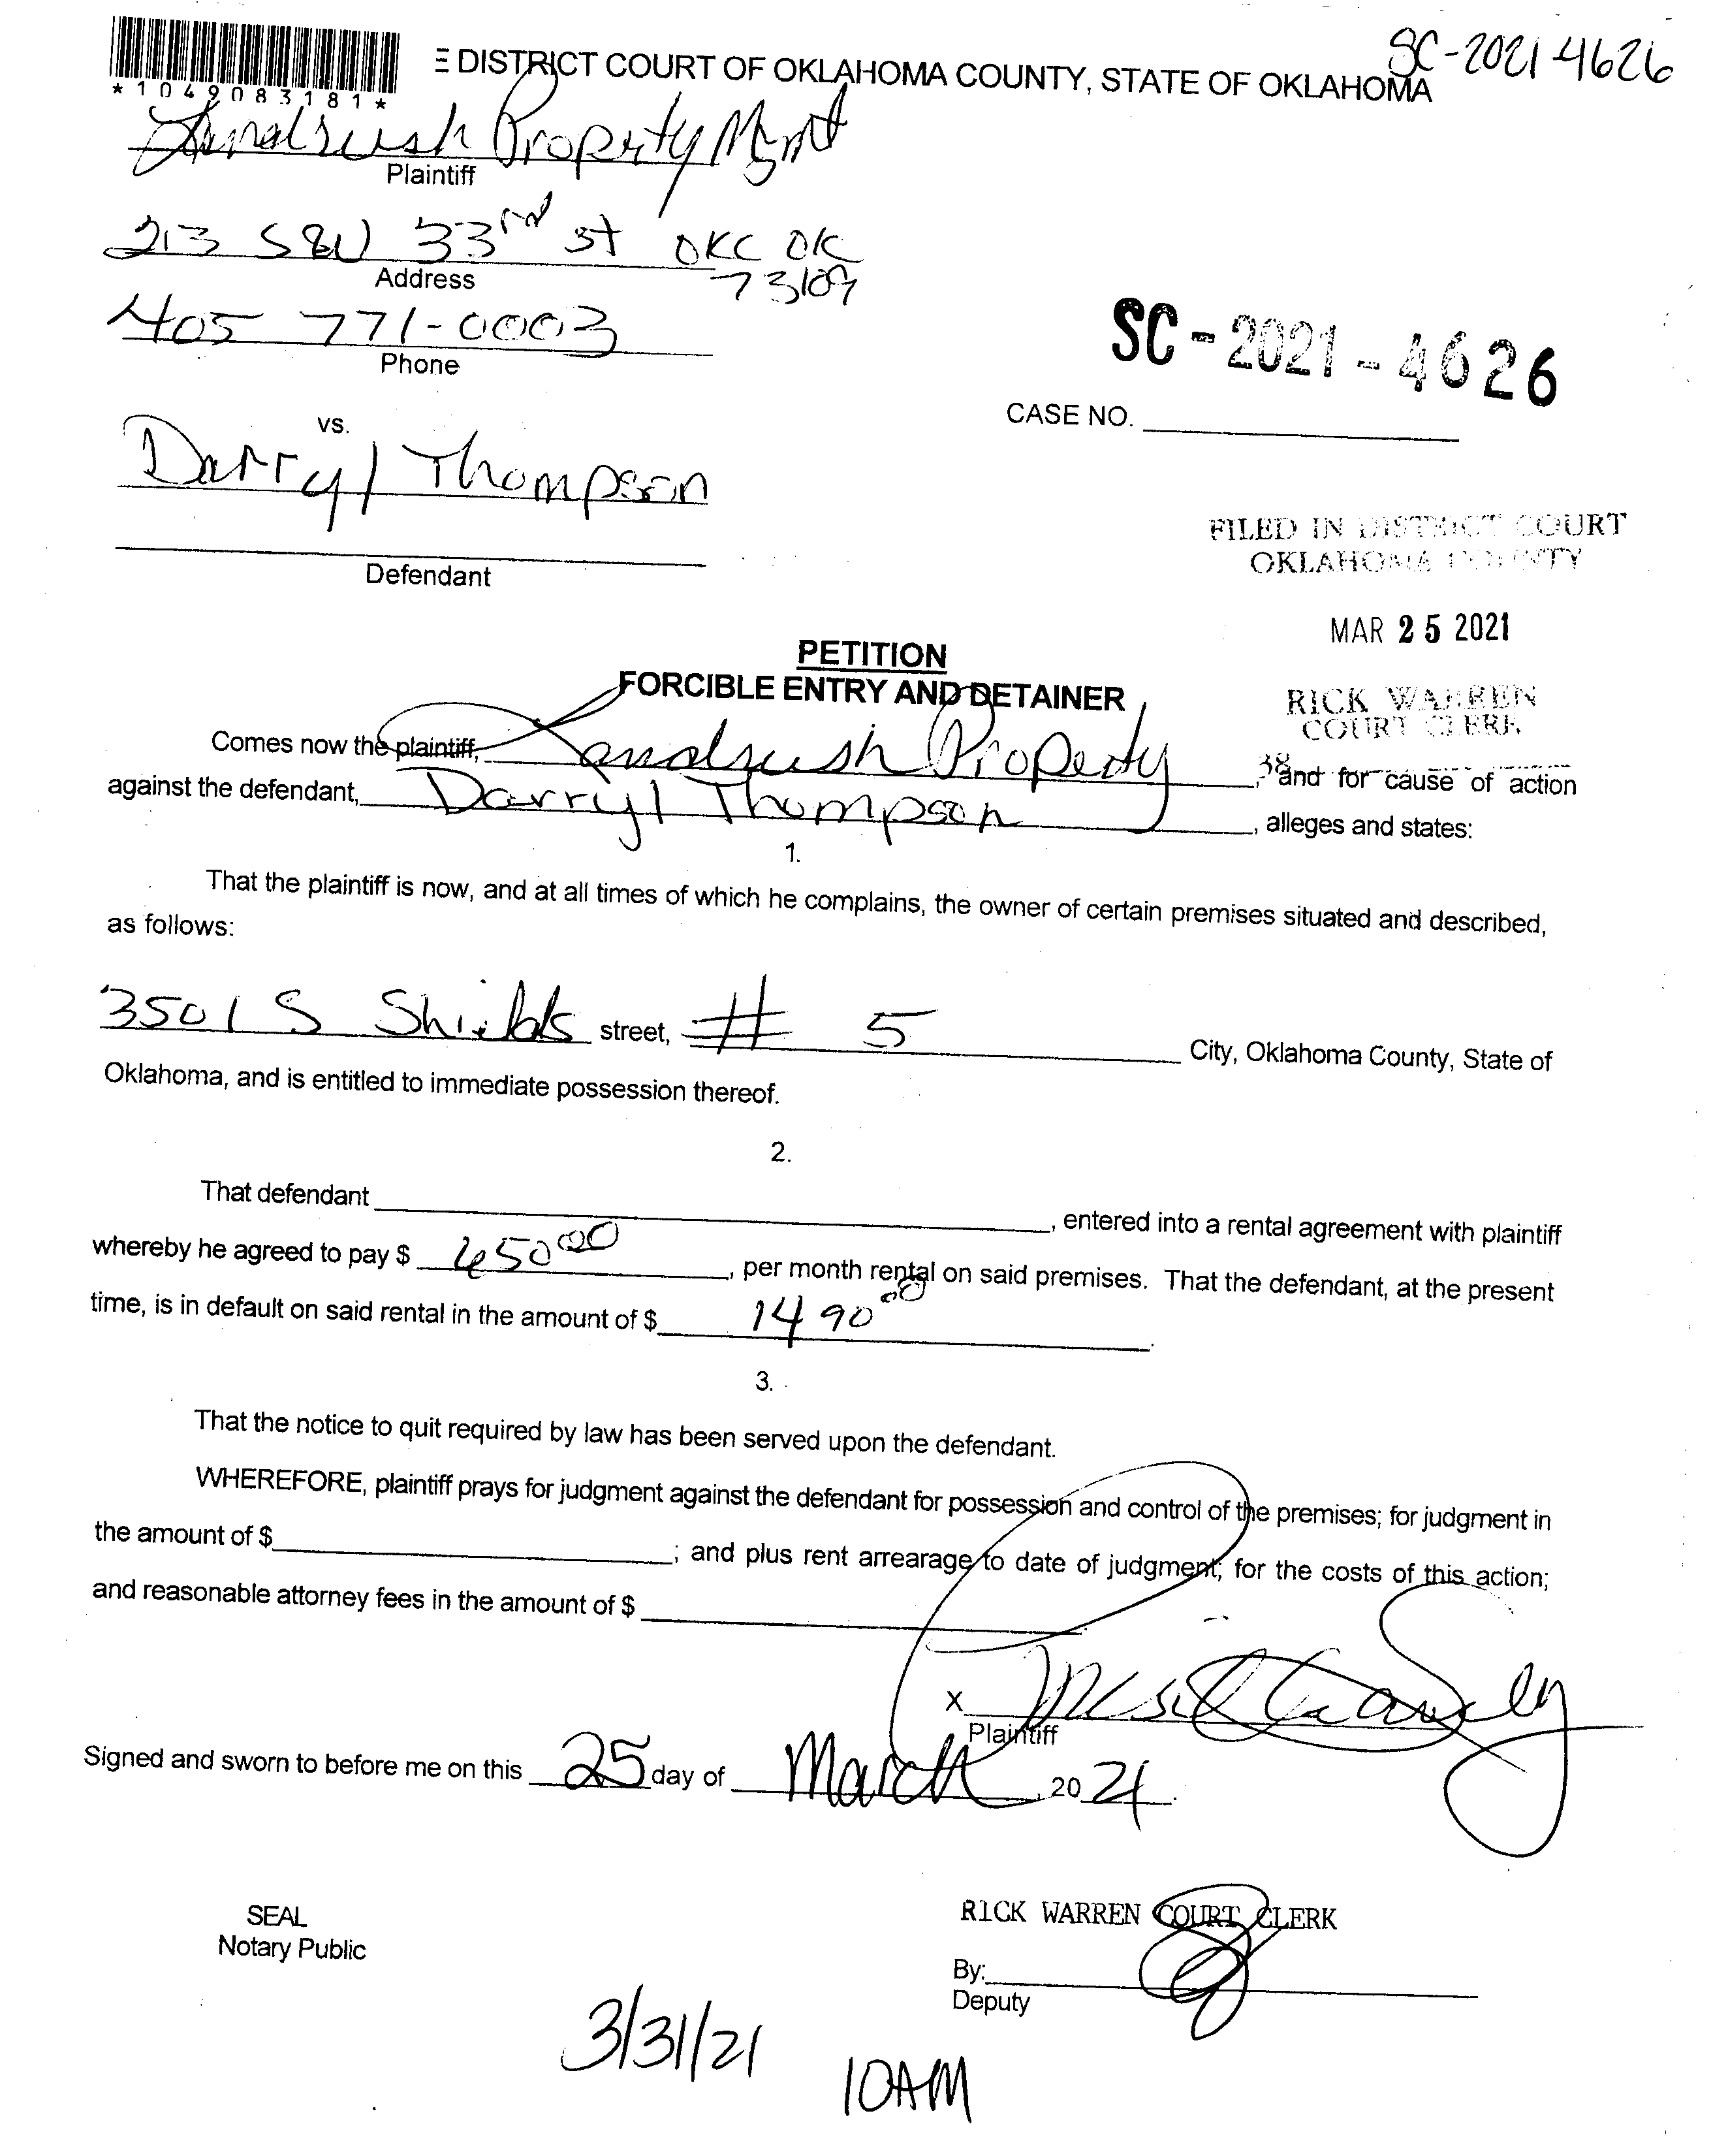 SC-2021-4626
E DISTRICT COURT OF OKLAHOMA COUNTY, STATE OF OKLAHOMA
*1049083181*
Landrush Property Mgmt
Plaintiff
213 SW 33rd St OKC OK
73109
Address
405 771-0003
Phone
SC-2021-4626
CASE NO.
vs.
Darryl Thompson
Defendant
FILED IN DISTRICT COURT
OKLAHOMA COUNTY
MAR 25 2021
RICK WARREN
COURT CLERK
38
PETITION
FORCIBLE ENTRY AND DETAINER
Comes now the plaintiff, Landrush Property, and for cause of action
against the defendant, Darryl Thompson, alleges and states:
1.
That the plaintiff is now, and at all times of which he complains, the owner of certain premises situated and described,
as follows:
3501 S Shields street, # 5 City, Oklahoma County, State of
Oklahoma, and is entitled to immediate possession thereof.
2.
That defendant , entered into a rental agreement with plaintiff
whereby he agreed to pay $ 650 00, per month rental on said premises. That the defendant, at the present
time, is in default on said rental in the amount of $ 1490 00.
3.
That the notice to quit required by law has been served upon the defendant.
WHEREFORE, plaintiff prays for judgment against the defendant for possession and control of the premises; for judgment in
the amount of $ ; and plus rent arrearage to date of judgment; for the costs of this action;
and reasonable attorney fees in the amount of $
X
Plaintiff
Signed and sworn to before me on this 25 day of March, 2021.
SEAL
Notary Public
RICK WARREN COURT CLERK
By:
Deputy
3/31/21
10AM